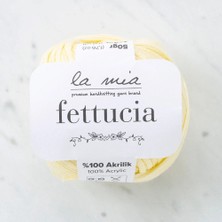 50gr
la mia
premium handknitting yarn brand
fettucia
%100 Akrilik
100% Acrylic